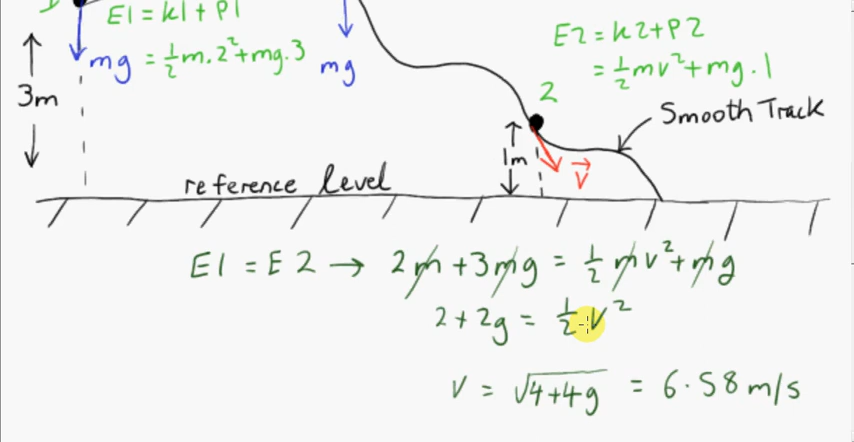 E1 = k1 + P1
= ½m.2² + mg.3
mg
mg
3m
E2 = k2 + P2
= ½mv² + mg.1
2
Smooth Track
1m
v⃗
reference level
E1 = E2 → 2m + 3mg = ½mv² + mg
2 + 2g = ½v²
v = √4+4g = 6.58 m/s